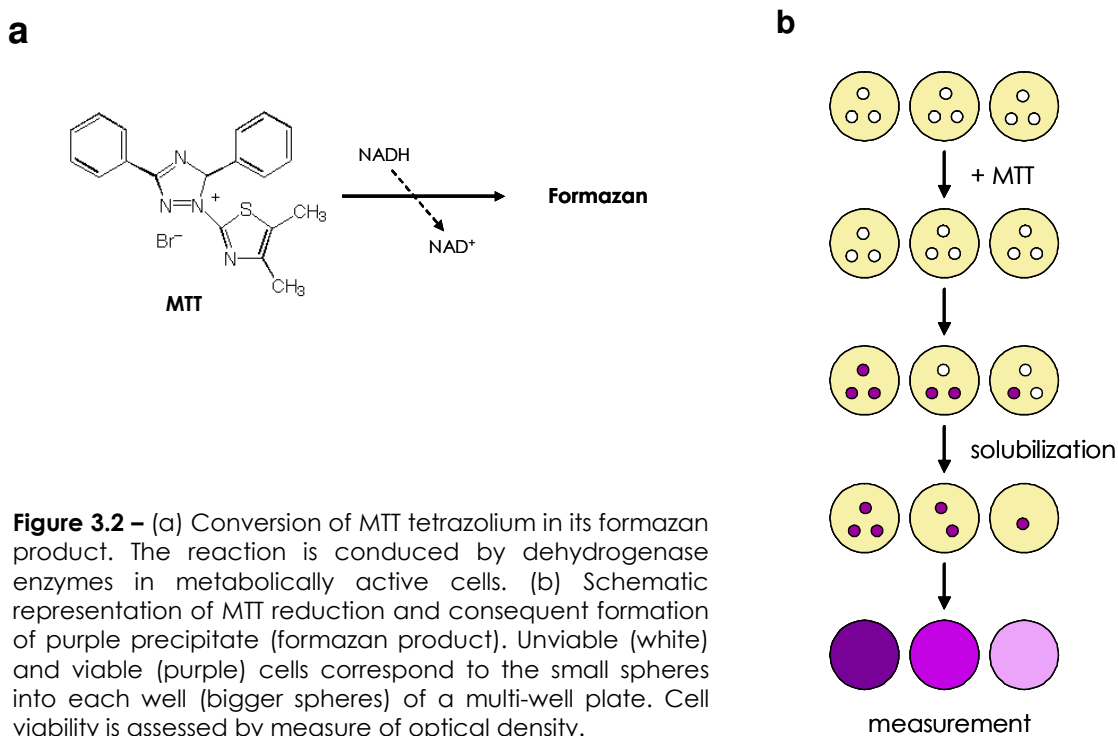 a
b
NADH
NAD⁺
Formazan
N
N
N
+
S
N
CH₃
CH₃
Br⁻
MTT
+ MTT
solubilization
measurement
Figure 3.2 – (a) Conversion of MTT tetrazolium in its formazan
product. The reaction is conduced by dehydrogenase
enzymes in metabolically active cells. (b) Schematic
representation of MTT reduction and consequent formation
of purple precipitate (formazan product). Unviable (white)
and viable (purple) cells correspond to the small spheres
into each well (bigger spheres) of a multi-well plate. Cell
viability is assessed by measure of optical density.